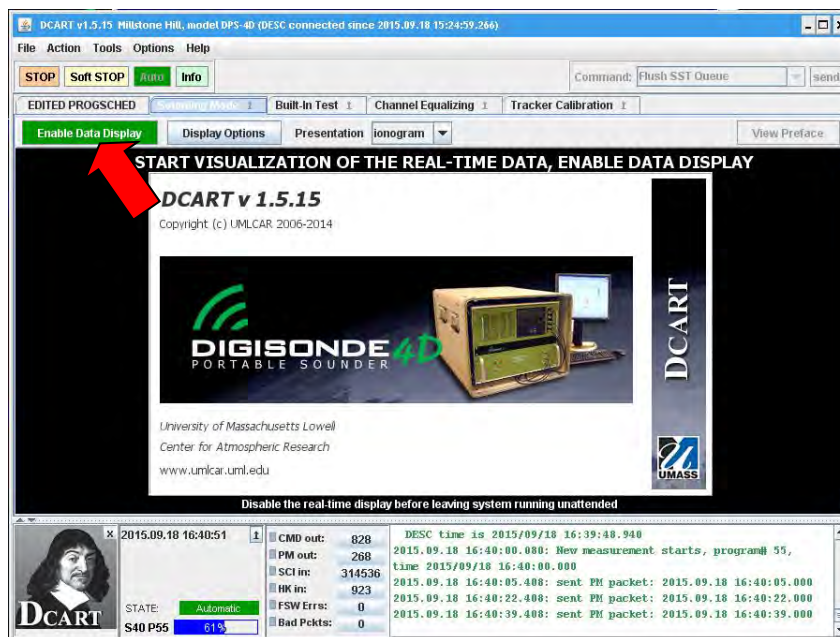 DCART v1.5.15 Millstone Hill, model DPS-4D (DESC connected since 2015.09.18 15:24:59.266)
File Action Tools Options Help
STOP Soft STOP Auto Info Command: Flush SST Queue send
EDITED PROGSCHED Sounding Mode Built-In Test Channel Equalizing Tracker Calibration
Enable Data Display Display Options Presentation ionogram View Preface
START VISUALIZATION OF THE REAL-TIME DATA, ENABLE DATA DISPLAY
DCART v 1.5.15
Copyright (c) UMLCAR 2006-2014
DIGISONDE 4D
PORTABLE SOUNDER
DCART
University of Massachusetts Lowell
Center for Atmospheric Research
www.umlcar.uml.edu
UMASS
Disable the real-time display before leaving system running unattended
DCART
2015.09.18 16:40:51
STATE: Automatic
S40 P55 61%
CMD out: 828
PM out: 268
SCI in: 314536
HK in: 923
FSW Errs: 0
Bad Pckts: 0
DESC time is 2015/09/18 16:39:48.940
2015.09.18 16:40:00.080: New measurement starts, program# 55,
time 2015/09/18 16:40:00.000
2015.09.18 16:40:05.408: sent PM packet: 2015.09.18 16:40:05.000
2015.09.18 16:40:22.408: sent PM packet: 2015.09.18 16:40:22.000
2015.09.18 16:40:39.408: sent PM packet: 2015.09.18 16:40:39.000